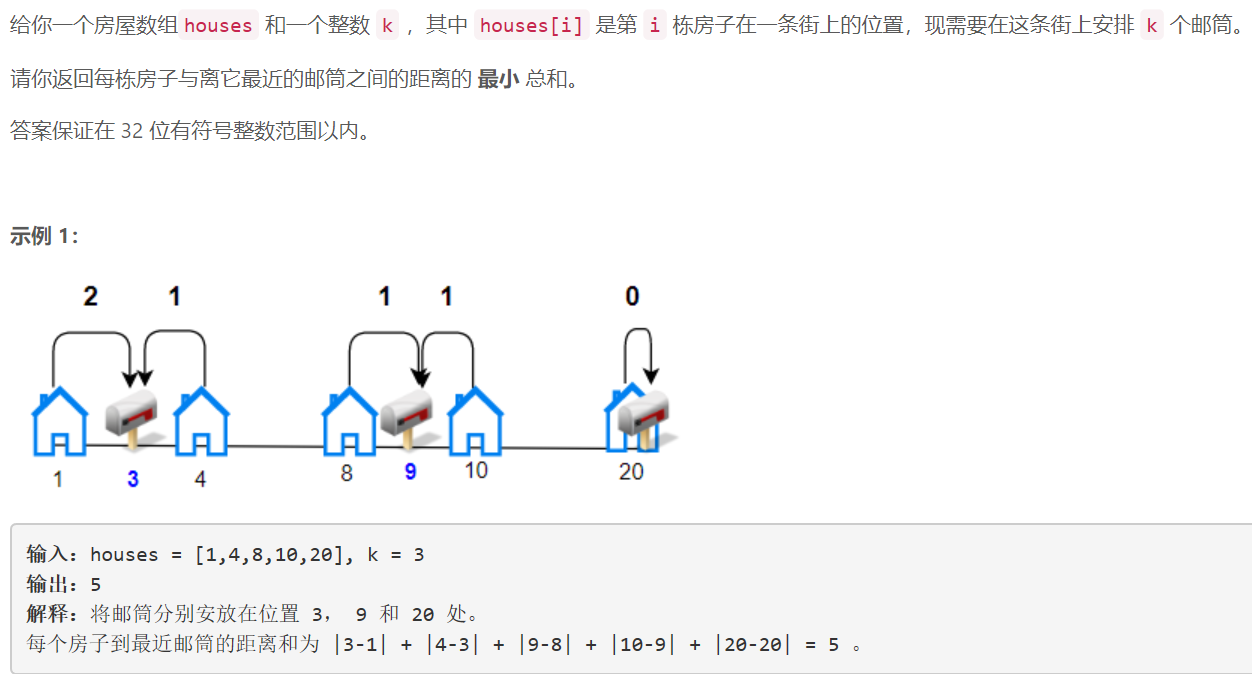 给你一个房屋数组 houses 和一个整数 k ，其中 houses[i] 是第 i 栋房子在一条街上的位置，现需要在这条街上安排 k 个邮筒。
请你返回每栋房子与离它最近的邮筒之间的距离的 最小 总和。
答案保证在 32 位有符号整数范围以内。
示例 1：
2 1 1 1 0
1 3 4 8 9 10 20
输入：houses = [1,4,8,10,20], k = 3
输出：5
解释：将邮筒分别安放在位置 3， 9 和 20 处。
每个房子到最近邮筒的距离和为 |3-1| + |4-3| + |9-8| + |10-9| + |20-20| = 5 。